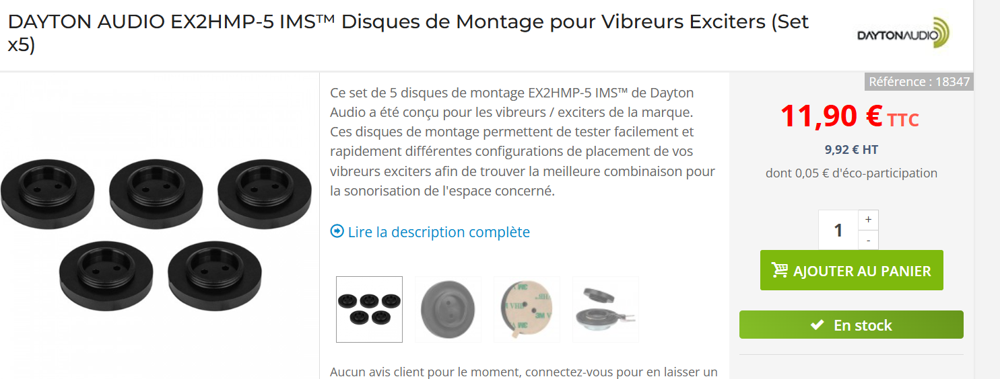 DAYTON AUDIO EX2HMP-5 IMS™ Disques de Montage pour Vibreurs Exciters (Set
x5)
DAYTONAUDIO
Référence : 18347
Ce set de 5 disques de montage EX2HMP-5 IMS™ de Dayton
Audio a été conçu pour les vibreurs / exciters de la marque.
Ces disques de montage permettent de tester facilement et
rapidement différentes configurations de placement de vos
vibreurs exciters afin de trouver la meilleure combinaison pour
la sonorisation de l'espace concerné.
Lire la description complète
11,90 € TTC
9,92 € HT
dont 0,05 € d'éco-participation
1
+
-
AJOUTER AU PANIER
En stock
3M V
Aucun avis client pour le moment, connectez-vous pour en laisser un